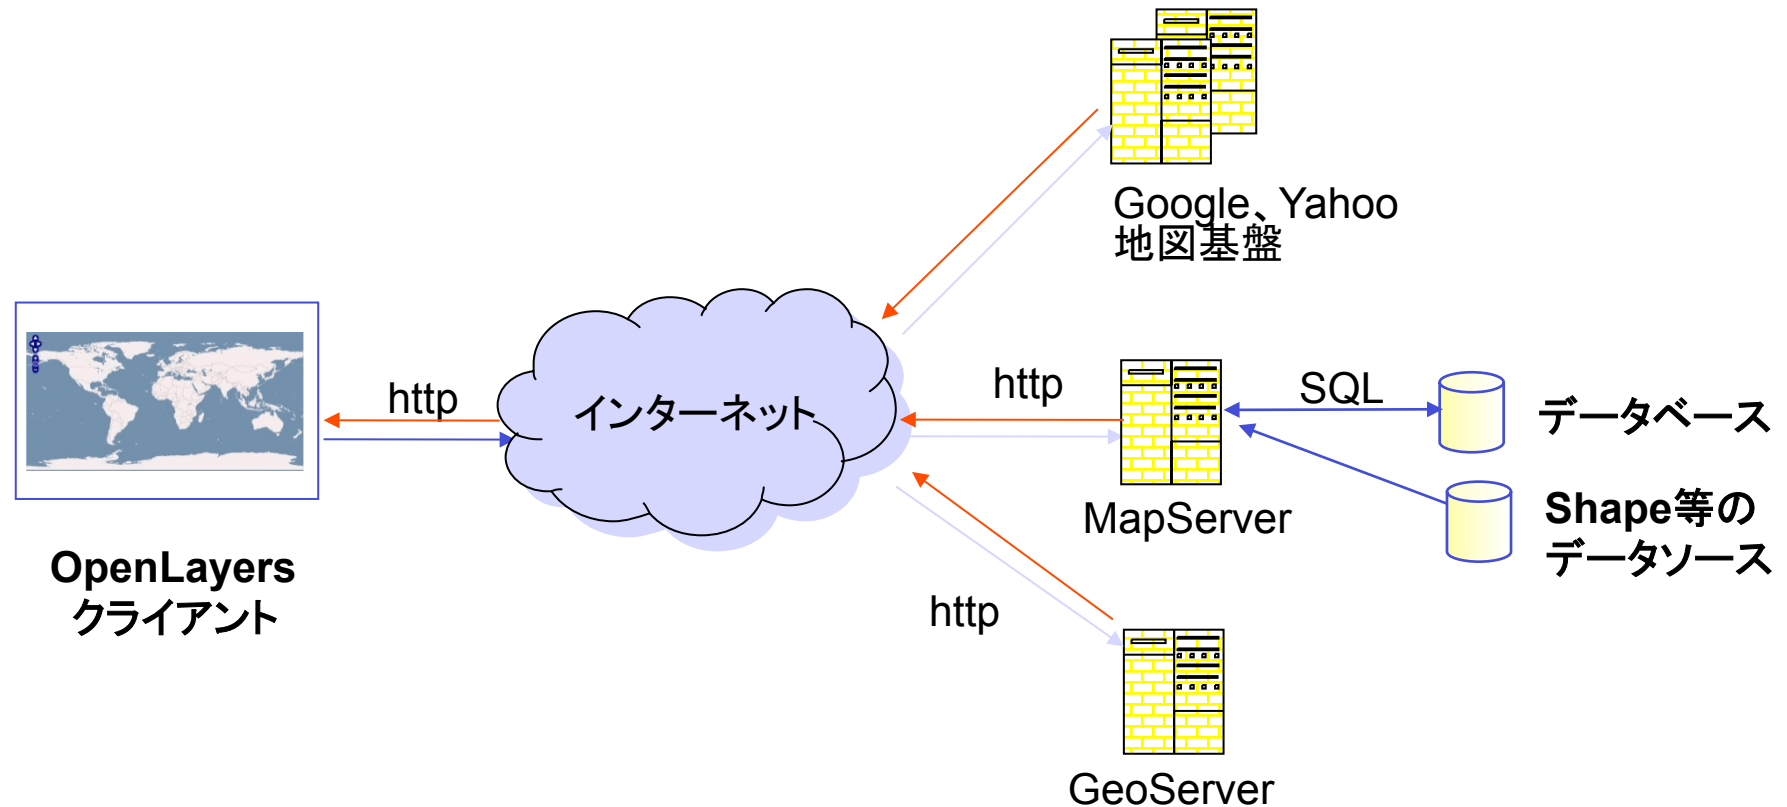 Google、Yahoo
地図基盤
http
インターネット
http
SQL
データベース
MapServer
Shape等の
データソース
OpenLayers
クライアント
http
GeoServer